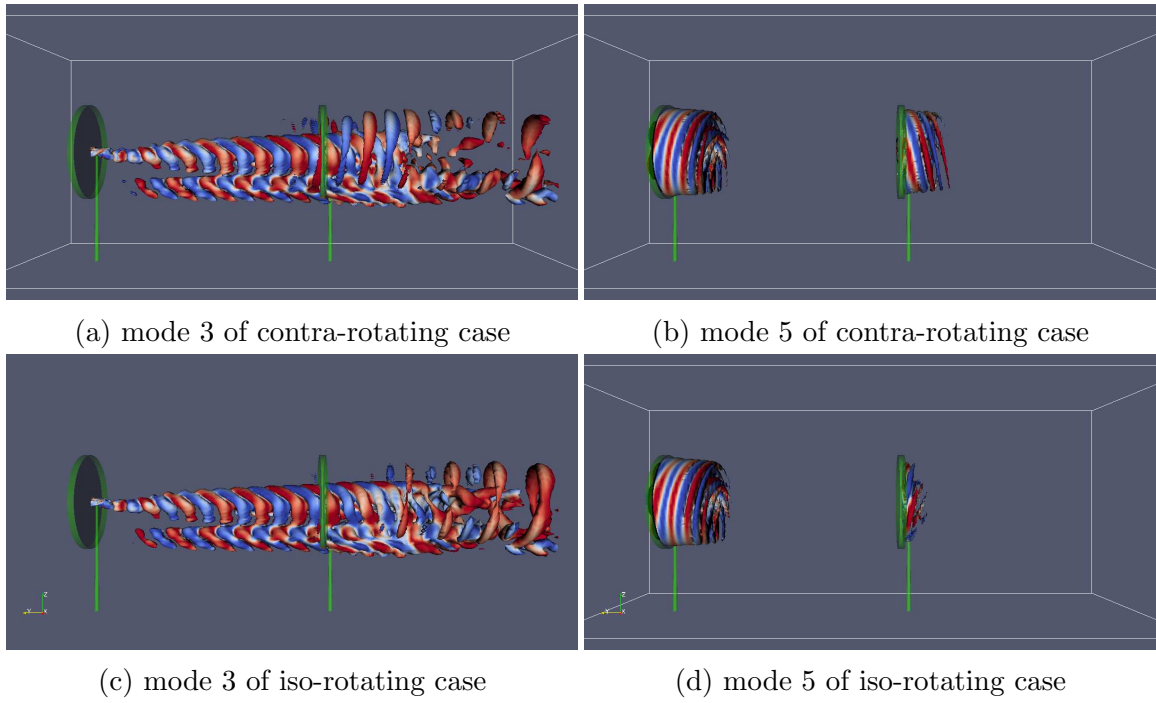 (a) mode 3 of contra-rotating case
(b) mode 5 of contra-rotating case
(c) mode 3 of iso-rotating case
(d) mode 5 of iso-rotating case